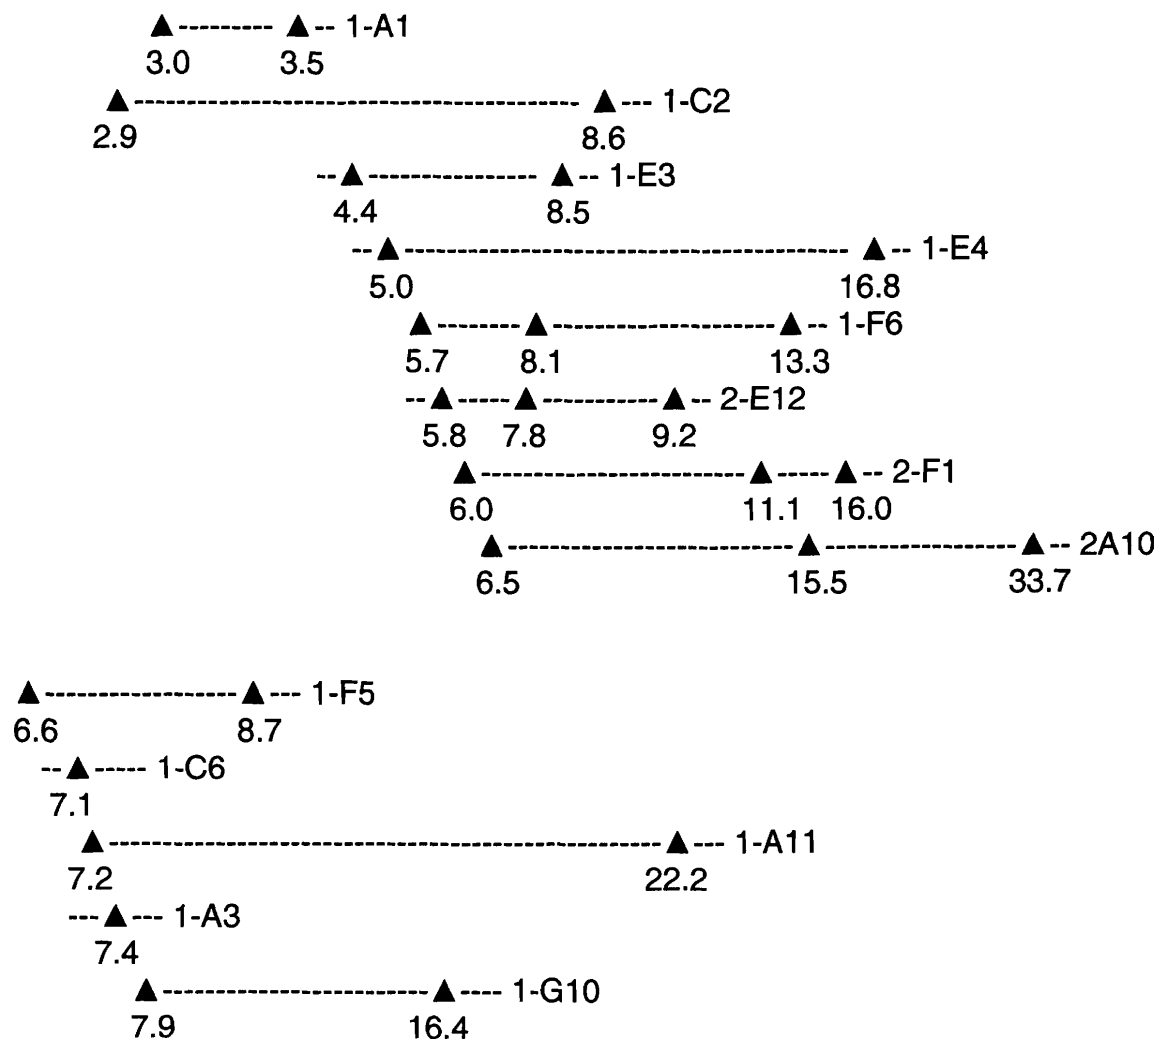 1-A1
3.0 3.5
1-C2
2.9 8.6
1-E3
4.4 8.5
1-E4
5.0 16.8
1-F6
5.7 8.1 13.3
2-E12
5.8 7.8 9.2
2-F1
6.0 11.1 16.0
2A10
6.5 15.5 33.7
1-F5
6.6 8.7
1-C6
7.1
1-A11
7.2 22.2
1-A3
7.4
1-G10
7.9 16.4